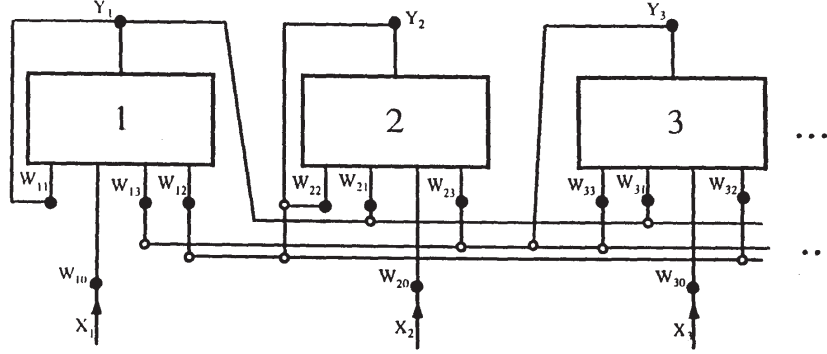 Y₁ Y₂ Y₃
1 2 3
...
W₁₁ W₁₃ W₁₂ W₂₂ W₂₁ W₂₃ W₃₃ W₃₁ W₃₂
..
W₁₀ W₂₀ W₃₀
X₁ X₂